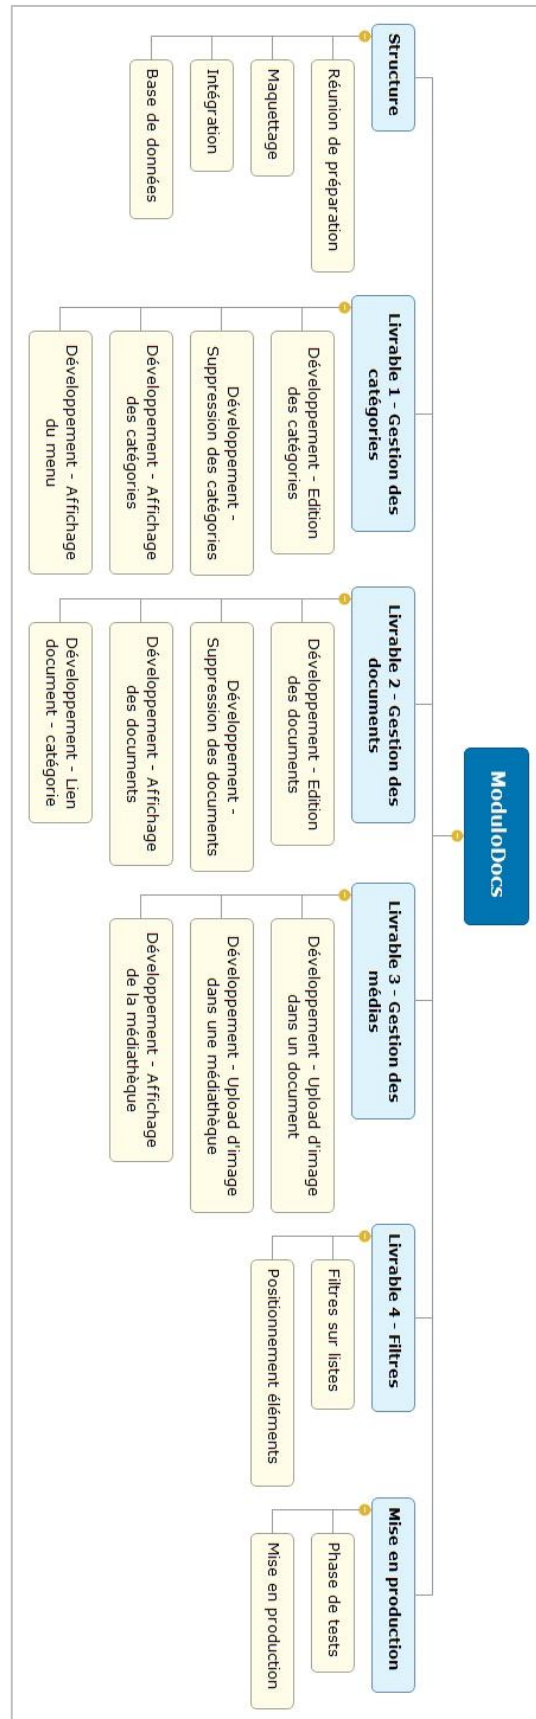 ModuloDocs
Structure
Réunion de préparation
Maquettage
Intégration
Base de données
Livrable 1 - Gestion des
catégories
Développement - Edition
des catégories
Développement -
Suppression des catégories
Développement - Affichage
des catégories
Développement - Affichage
du menu
Livrable 2 - Gestion des
documents
Développement - Edition
des documents
Développement -
Suppression des documents
Développement - Affichage
des documents
Développement - Lien
document - catégorie
Livrable 3 - Gestion des
médias
Développement - Upload d'image
dans un document
Développement - Upload d'image
dans une médiathèque
Développement - Affichage
de la médiathèque
Livrable 4 - Filtres
Filtres sur listes
Positionnement éléments
Mise en production
Phase de tests
Mise en production